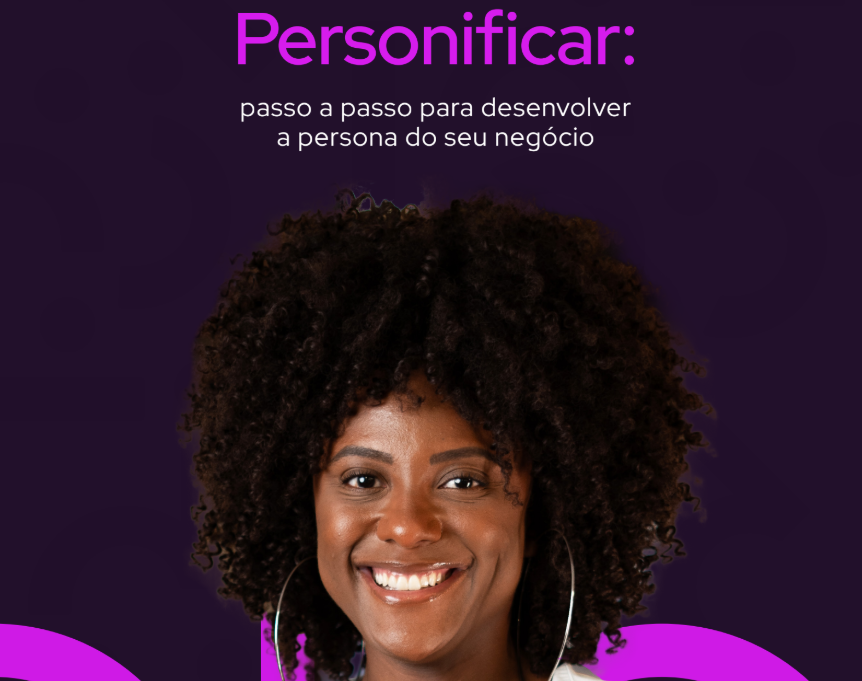 Personificar:
passo a passo para desenvolver
a persona do seu negócio